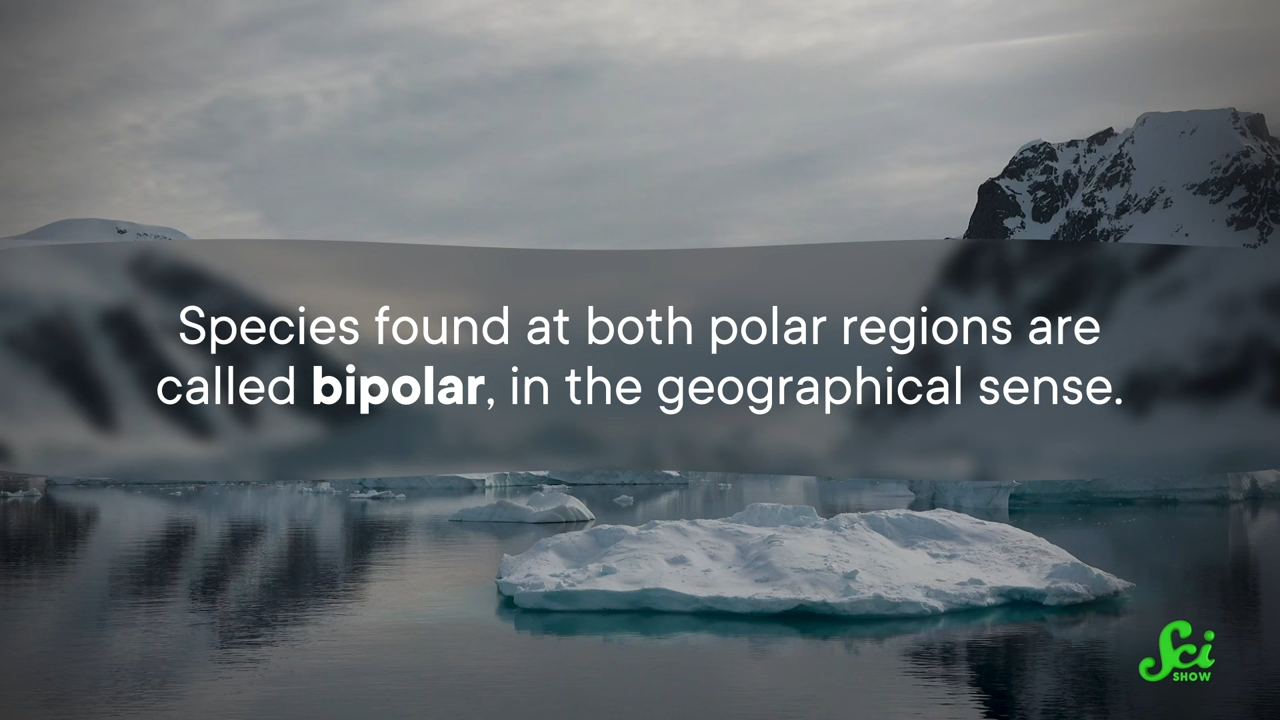 Species found at both polar regions are
called bipolar, in the geographical sense.
Sci
SHOW